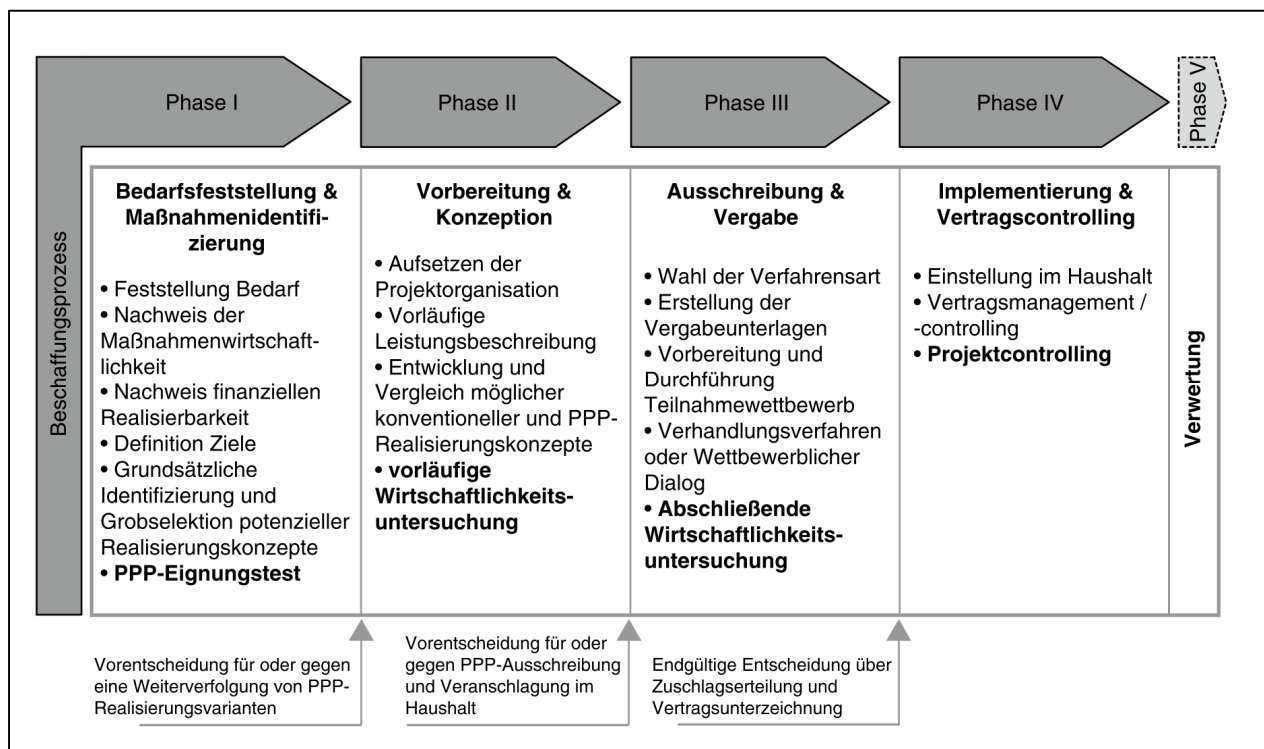 Phase I
Phase II
Phase III
Phase IV
Phase V
Beschaffungsprozess
Bedarfsfeststellung &
Maßnahmenidentifi-
zierung
• Feststellung Bedarf
• Nachweis der
Maßnahmenwirtschaft-
lichkeit
• Nachweis finanziellen
Realisierbarkeit
• Definition Ziele
• Grundsätzliche
Identifizierung und
Grobselektion potenzieller
Realisierungskonzepte
• PPP-Eignungstest
Vorbereitung &
Konzeption
• Aufsetzen der
Projektorganisation
• Vorläufige
Leistungsbeschreibung
• Entwicklung und
Vergleich möglicher
konventioneller und PPP-
Realisierungskonzepte
• vorläufige
Wirtschaftlichkeits-
untersuchung
Ausschreibung &
Vergabe
• Wahl der Verfahrensart
• Erstellung der
Vergabeunterlagen
• Vorbereitung und
Durchführung
Teilnahmewettbewerb
• Verhandlungsverfahren
oder Wettbewerblicher
Dialog
• Abschließende
Wirtschaftlichkeits-
untersuchung
Implementierung &
Vertragscontrolling
• Einstellung im Haushalt
• Vertragsmanagement /
-controlling
• Projektcontrolling
Verwertung
Vorentscheidung für oder gegen
eine Weiterverfolgung von PPP-
Realisierungsvarianten
Vorentscheidung für oder
gegen PPP-Ausschreibung
und Veranschlagung im
Haushalt
Endgültige Entscheidung über
Zuschlagserteilung und
Vertragsunterzeichnung